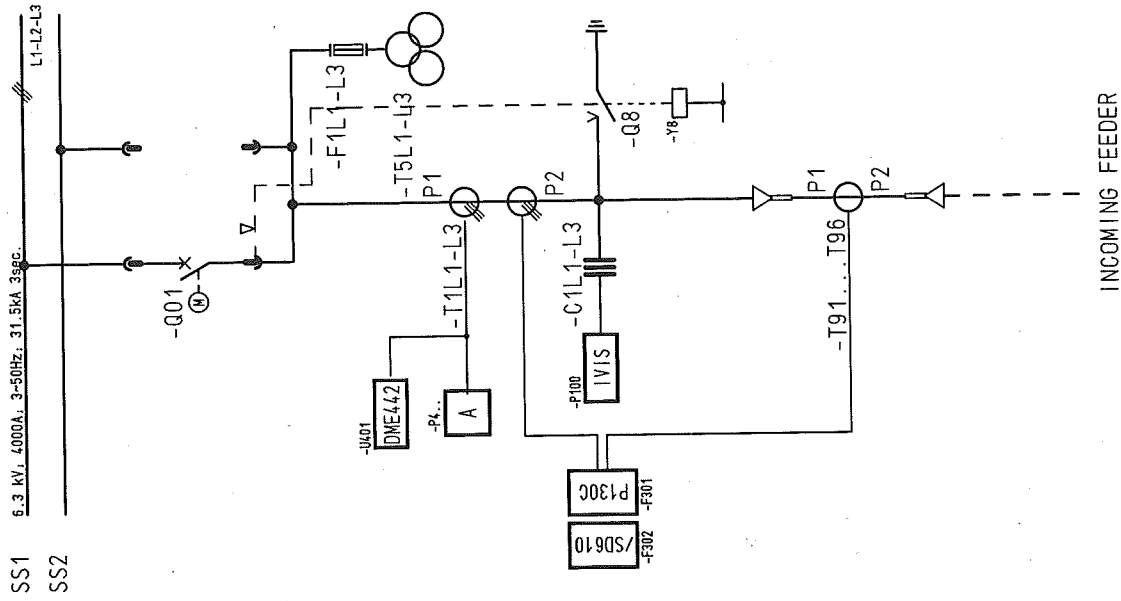 SS1
6.3 kV; 4000A; 3~50Hz; 31.5kA 3sec.
L1-L2-L3
SS2
-Q01
M
-F1L1-L3
-T5L1-L3
-Q8
-Y8
P1
P2
-T1L1-L3
-U401
DME442
-P4..
A
-C1L1-L3
-P100
IVIS
P1
P2
-T91...T96
P130C
-F301
/SD610
-F302
INCOMING FEEDER